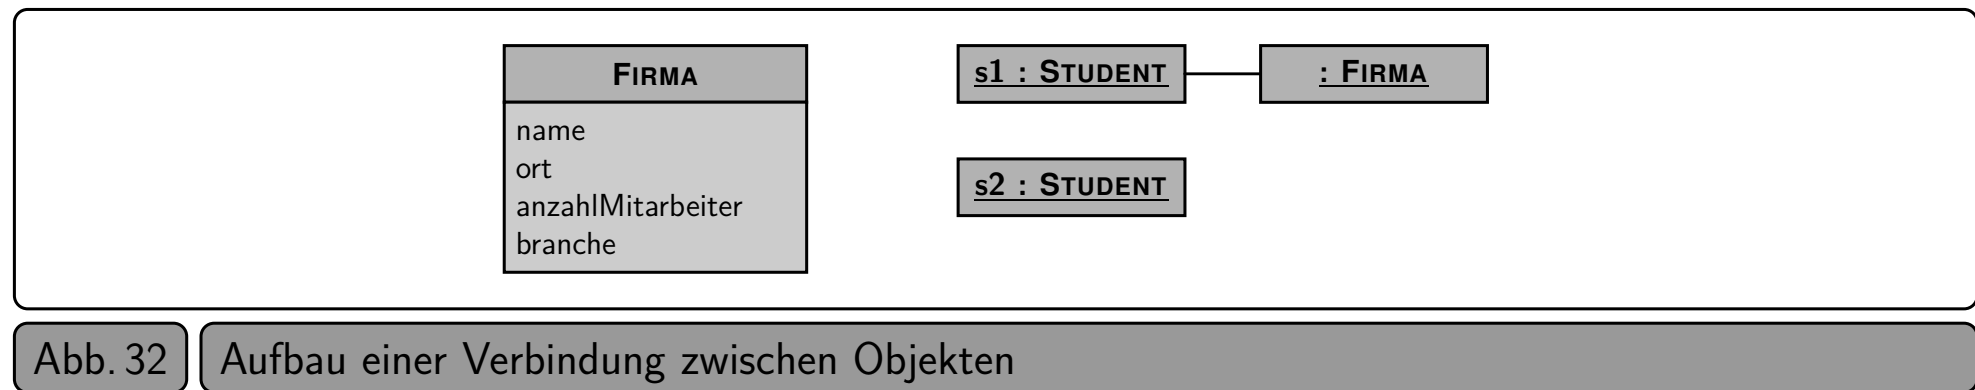 FIRMA
name
ort
anzahlMitarbeiter
branche
s1 : STUDENT
: FIRMA
s2 : STUDENT
Abb. 32 Aufbau einer Verbindung zwischen Objekten